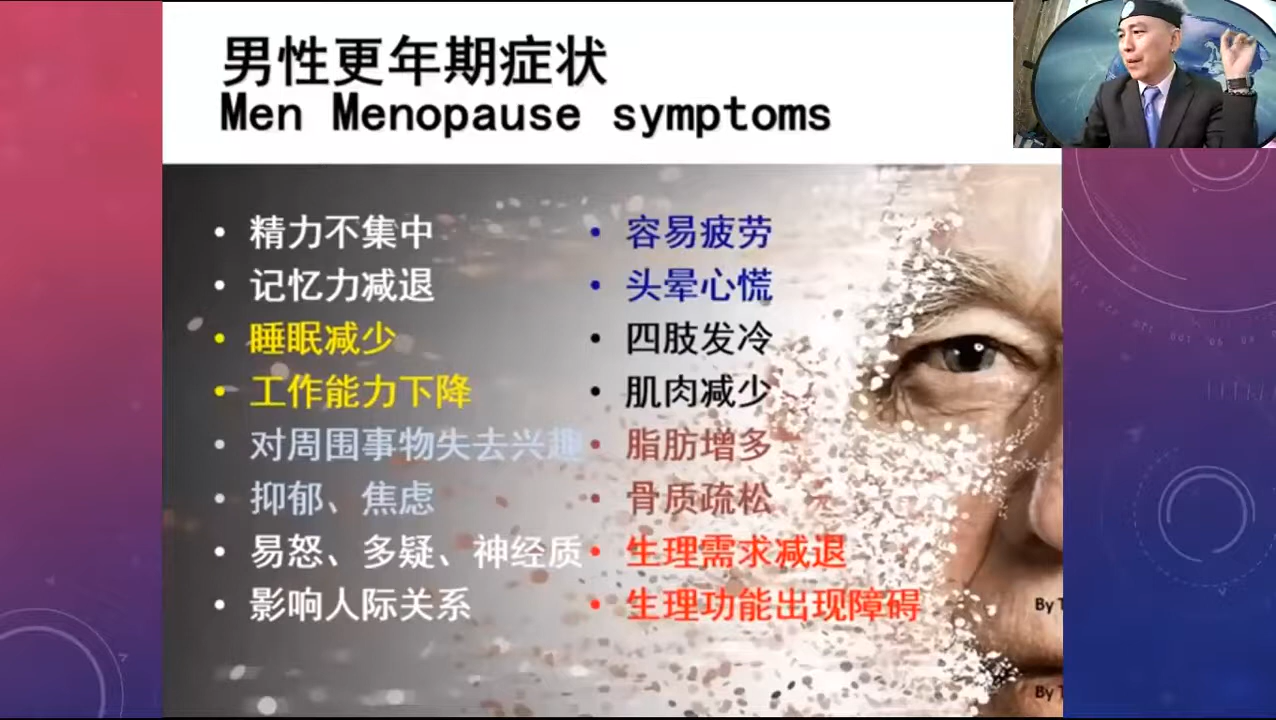 男性更年期症状
Men Menopause symptoms
• 精力不集中
• 记忆力减退
• 睡眠减少
• 工作能力下降
• 对周围事物失去兴趣
• 抑郁、焦虑
• 易怒、多疑、神经质
• 影响人际关系
• 容易疲劳
• 头晕心慌
• 四肢发冷
• 肌肉减少
• 脂肪增多
• 骨质疏松
• 生理需求减退
• 生理功能出现障碍
By T
By T